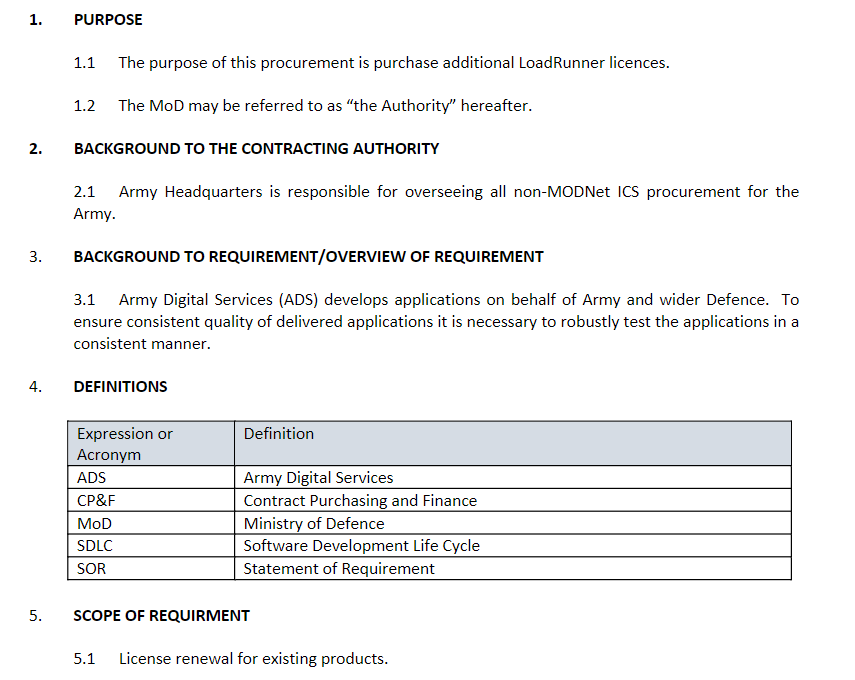 1. PURPOSE
1.1 The purpose of this procurement is purchase additional LoadRunner licences.
1.2 The MoD may be referred to as “the Authority” hereafter.
2. BACKGROUND TO THE CONTRACTING AUTHORITY
2.1 Army Headquarters is responsible for overseeing all non-MODNet ICS procurement for the
Army.
3. BACKGROUND TO REQUIREMENT/OVERVIEW OF REQUIREMENT
3.1 Army Digital Services (ADS) develops applications on behalf of Army and wider Defence. To
ensure consistent quality of delivered applications it is necessary to robustly test the applications in a
consistent manner.
4. DEFINITIONS
Expression or Definition
Acronym
ADS Army Digital Services
CP&F Contract Purchasing and Finance
MoD Ministry of Defence
SDLC Software Development Life Cycle
SOR Statement of Requirement
5. SCOPE OF REQUIRMENT
5.1 License renewal for existing products.